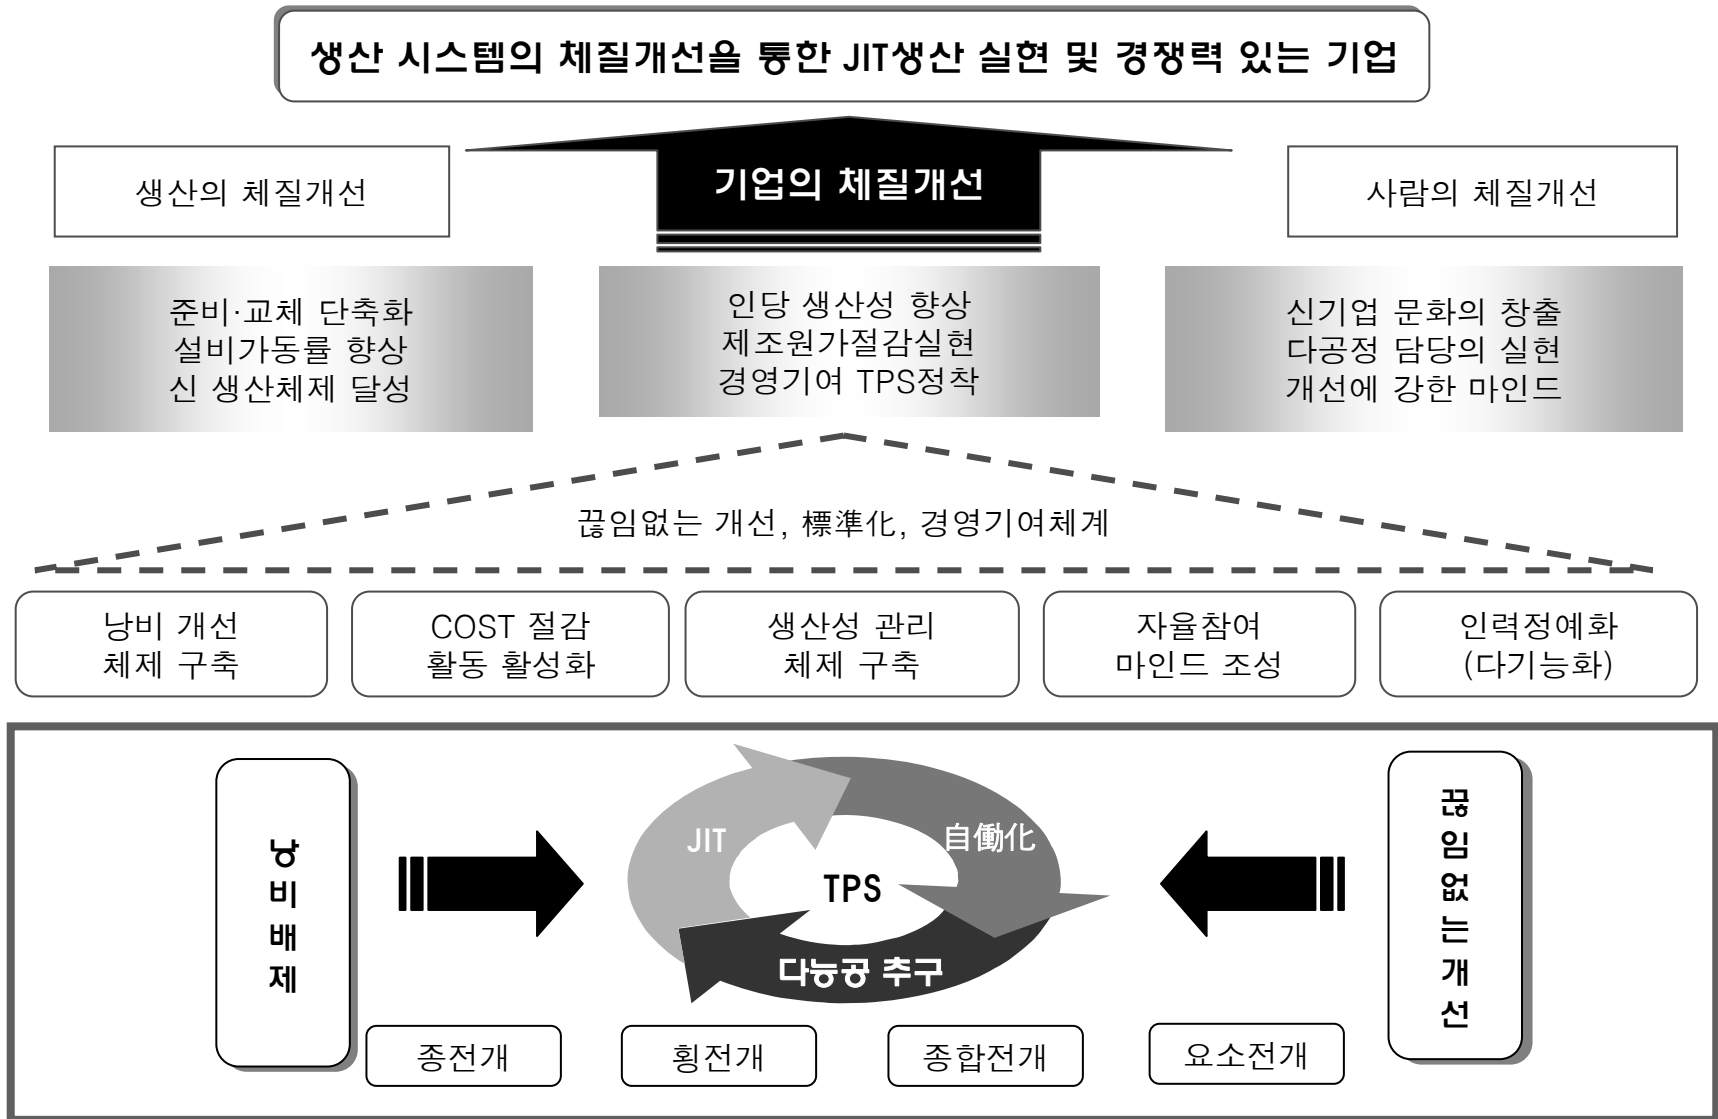 생산 시스템의 체질개선을 통한 JIT생산 실현 및 경쟁력 있는 기업
생산의 체질개선
기업의 체질개선
사람의 체질개선
준비·교체 단축화
설비가동률 향상
신 생산체제 달성
인당 생산성 향상
제조원가절감실현
경영기여 TPS정착
신기업 문화의 창출
다공정 담당의 실현
개선에 강한 마인드
끊임없는 개선, 標準化, 경영기여체계
낭비 개선
체제 구축
COST 절감
활동 활성화
생산성 관리
체제 구축
자율참여
마인드 조성
인력정예화
(다기능화)
낭비배제
JIT
自働化
TPS
다능공 추구
끊임없는개선
종전개
횡전개
종합전개
요소전개